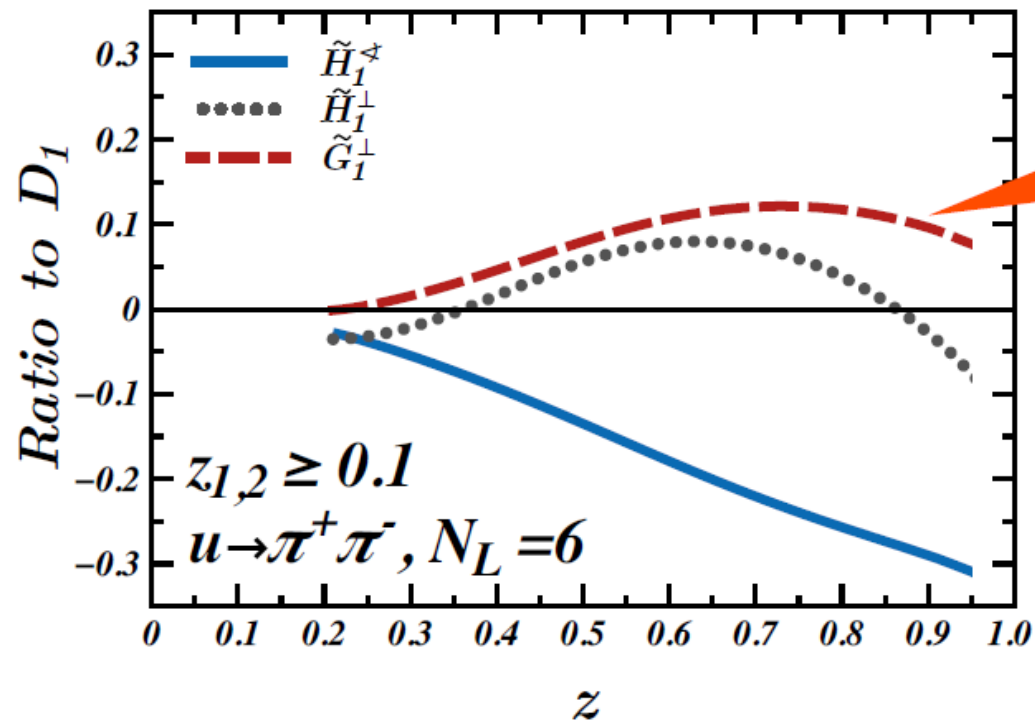 Ratio to D₁
0.3
0.2
0.1
0
−0.1
−0.2
−0.3
H̃₁^∢
H̃₁^⊥
G̃₁^⊥
z₁,₂ ≥ 0.1
u→π⁺π⁻, N_L =6
0 0.1 0.2 0.3 0.4 0.5 0.6 0.7 0.8 0.9 1.0
z